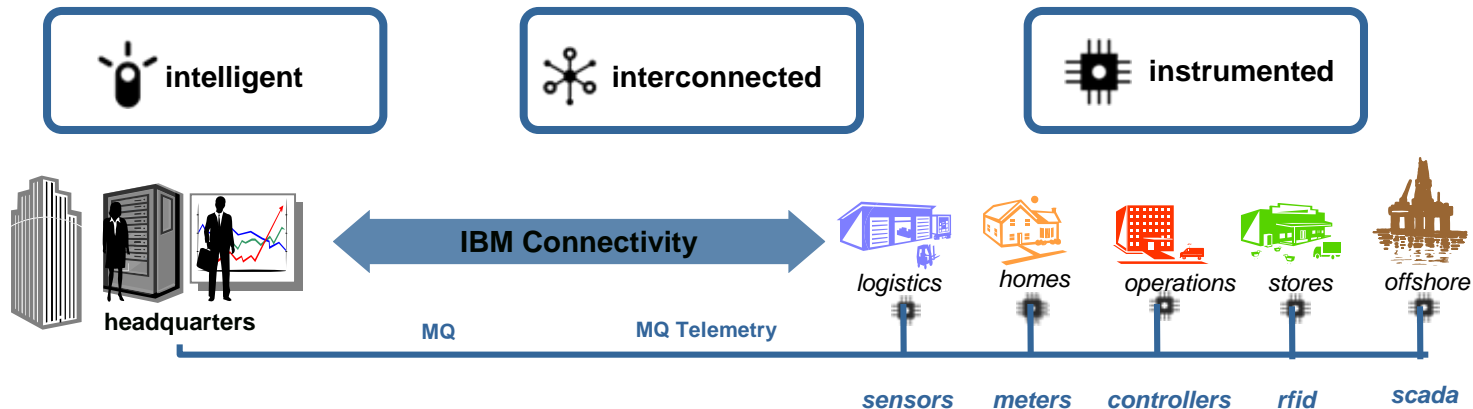 intelligent
interconnected
instrumented
IBM Connectivity
logistics
homes
operations
stores
offshore
headquarters
MQ
MQ Telemetry
sensors
meters
controllers
rfid
scada